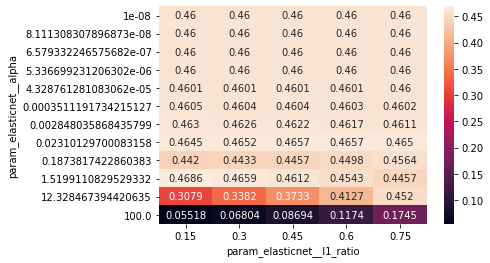 1e-08 0.46 0.46 0.46 0.46 0.46
8.111308307896873e-08 0.46 0.46 0.46 0.46 0.46
6.579332246575682e-07 0.46 0.46 0.46 0.46 0.46
5.336699231206302e-06 0.46 0.46 0.46 0.46 0.46
4.328761281083062e-05 0.4601 0.4601 0.4601 0.4601 0.46
0.0003511191734215127 0.4605 0.4604 0.4604 0.4603 0.4602
0.002848035868435799 0.463 0.4626 0.4622 0.4617 0.4611
0.02310129700083158 0.4645 0.4652 0.4657 0.4657 0.465
0.1873817422860383 0.442 0.4433 0.4457 0.4498 0.4564
1.5199110829529332 0.4686 0.4659 0.4612 0.4543 0.4457
12.328467394420635 0.3079 0.3382 0.3733 0.4127 0.452
100.0 0.05518 0.06804 0.08694 0.1174 0.1745
0.15 0.3 0.45 0.6 0.75
param_elasticnet__l1_ratio
param_elasticnet__alpha
0.45
0.40
0.35
0.30
0.25
0.20
0.15
0.10